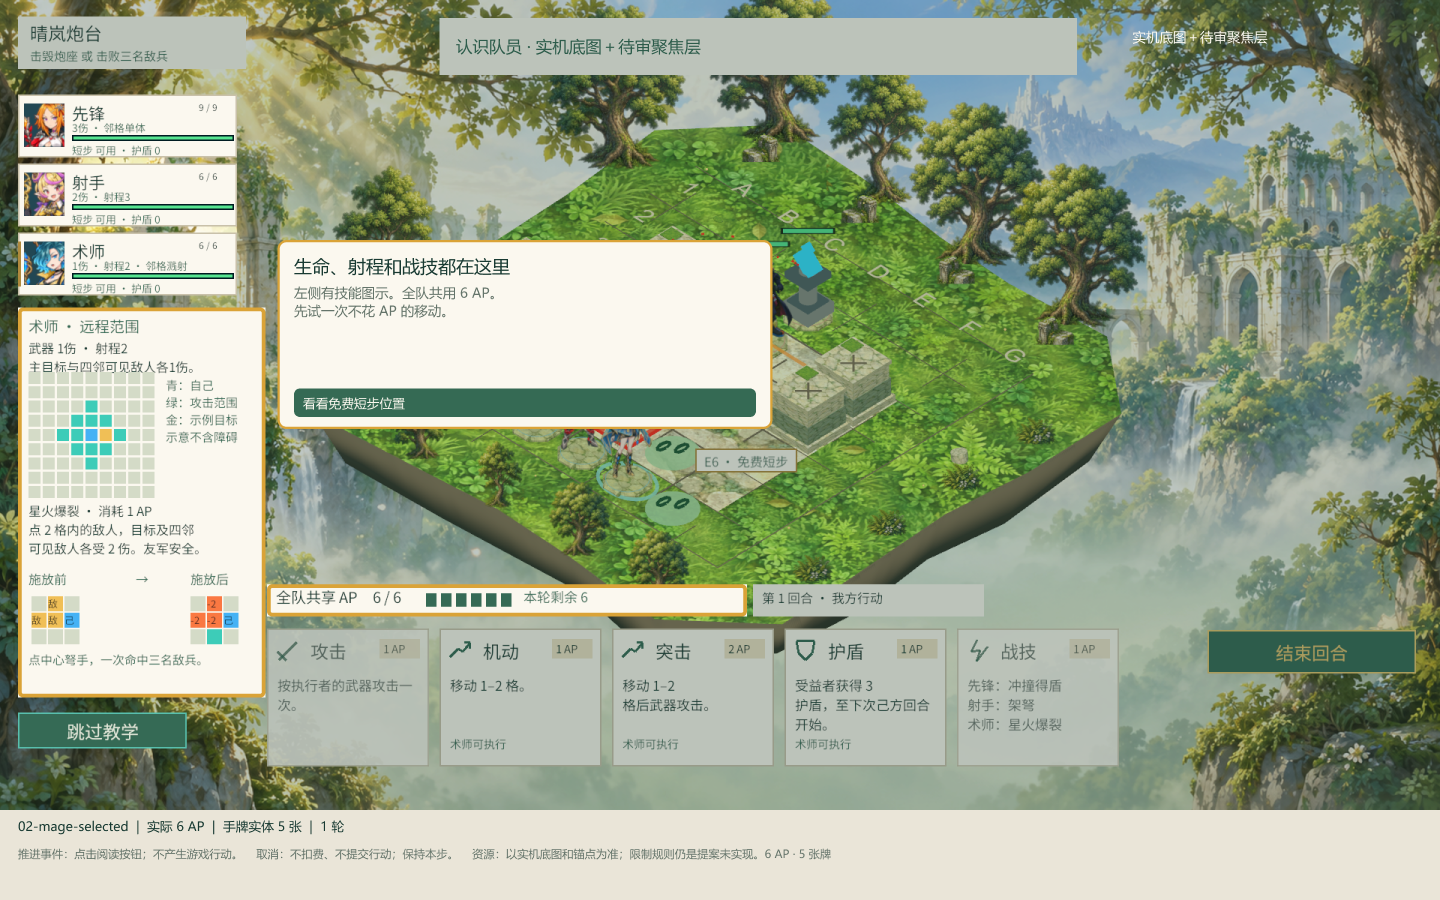 晴岚炮台
击毁炮座 或 击败三名敌兵
认识队员 · 实机底图 + 待审聚焦层
实机底图 + 待审聚焦层
先锋
9 / 9
3伤 · 邻格单体
短步 可用 · 护盾 0
射手
6 / 6
2伤 · 射程3
短步 可用 · 护盾 0
术师
6 / 6
1伤 · 射程2 · 邻格溅射
短步 可用 · 护盾 0
术师 · 远程范围
武器 1伤 · 射程2
主目标与四邻可见敌人各1伤。
青：自己
绿：攻击范围
金：示例目标
示意不含障碍
星火爆裂 · 消耗 1 AP
点 2 格内的敌人，目标及四邻
可见敌人各受 2 伤。友军安全。
施放前 → 施放后
敌
敌 敌 己
-2
-2 -2 己
点中心弩手，一次命中三名敌兵。
跳过教学
生命、射程和战技都在这里
左侧有技能图示。全队共用 6 AP。
先试一次不花 AP 的移动。
看看免费短步位置
2
A
B
C
F
G
E6 · 免费短步
全队共享 AP 6 / 6 本轮剩余 6
第 1 回合 · 我方行动
攻击 1 AP
按执行者的武器攻击一
次。
机动 1 AP
移动 1–2 格。
术师可执行
突击 2 AP
移动 1–2
格后武器攻击。
术师可执行
护盾 1 AP
受益者获得 3
护盾，至下次己方回合
开始。
术师可执行
战技 1 AP
先锋：冲撞得盾
射手：架弩
术师：星火爆裂
结束回合
02-mage-selected | 实际 6 AP | 手牌实体 5 张 | 1 轮
推进事件：点击阅读按钮；不产生游戏行动。 取消：不扣费、不提交行动；保持本步。 资源：以实机底图和锚点为准；限制规则仍是提案未实现。6 AP · 5 张牌